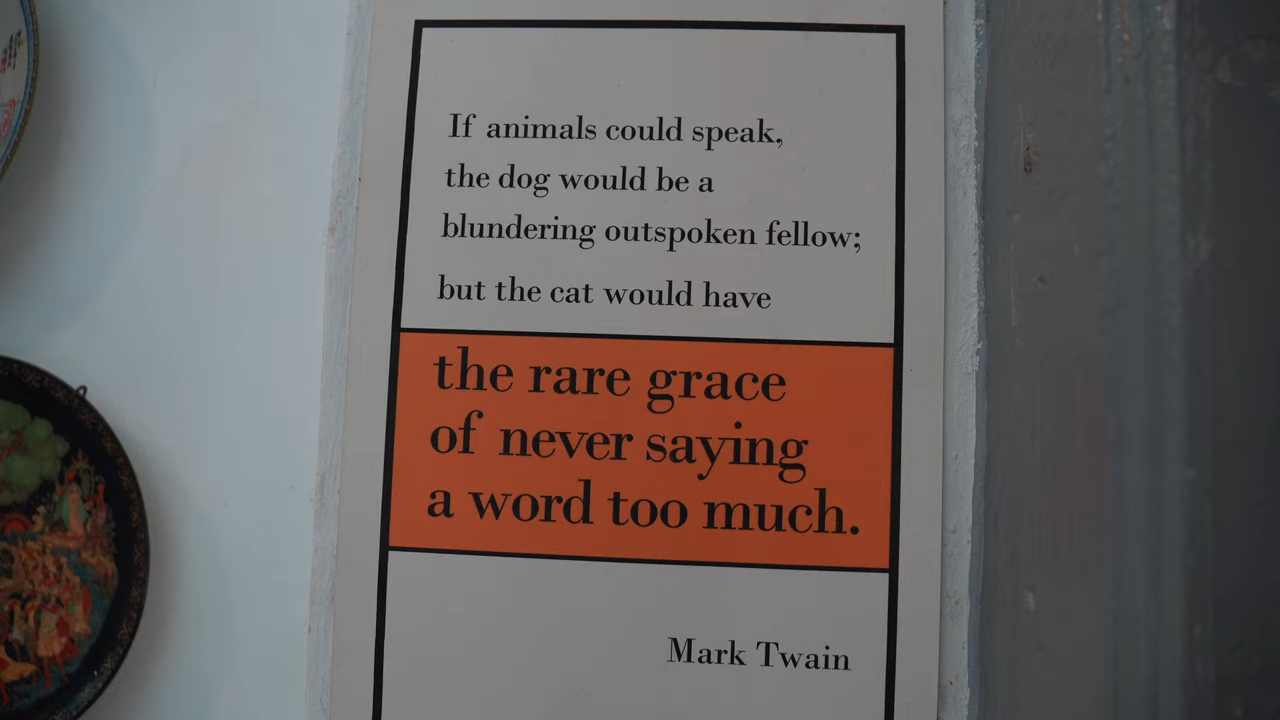 If animals could speak,
the dog would be a
blundering outspoken fellow;
but the cat would have
the rare grace
of never saying
a word too much.
Mark Twain